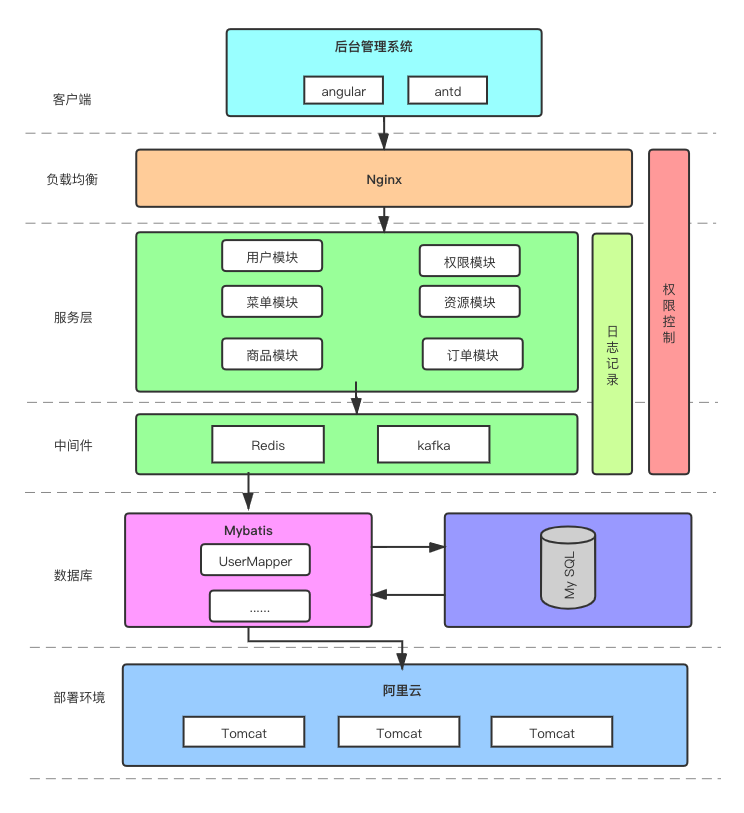 后台管理系统
angular
antd
客户端
负载均衡
Nginx
用户模块
权限模块
菜单模块
资源模块
服务层
商品模块
订单模块
日志记录
权限控制
中间件
Redis
kafka
Mybatis
UserMapper
......
My SQL
数据库
阿里云
部署环境
Tomcat
Tomcat
Tomcat